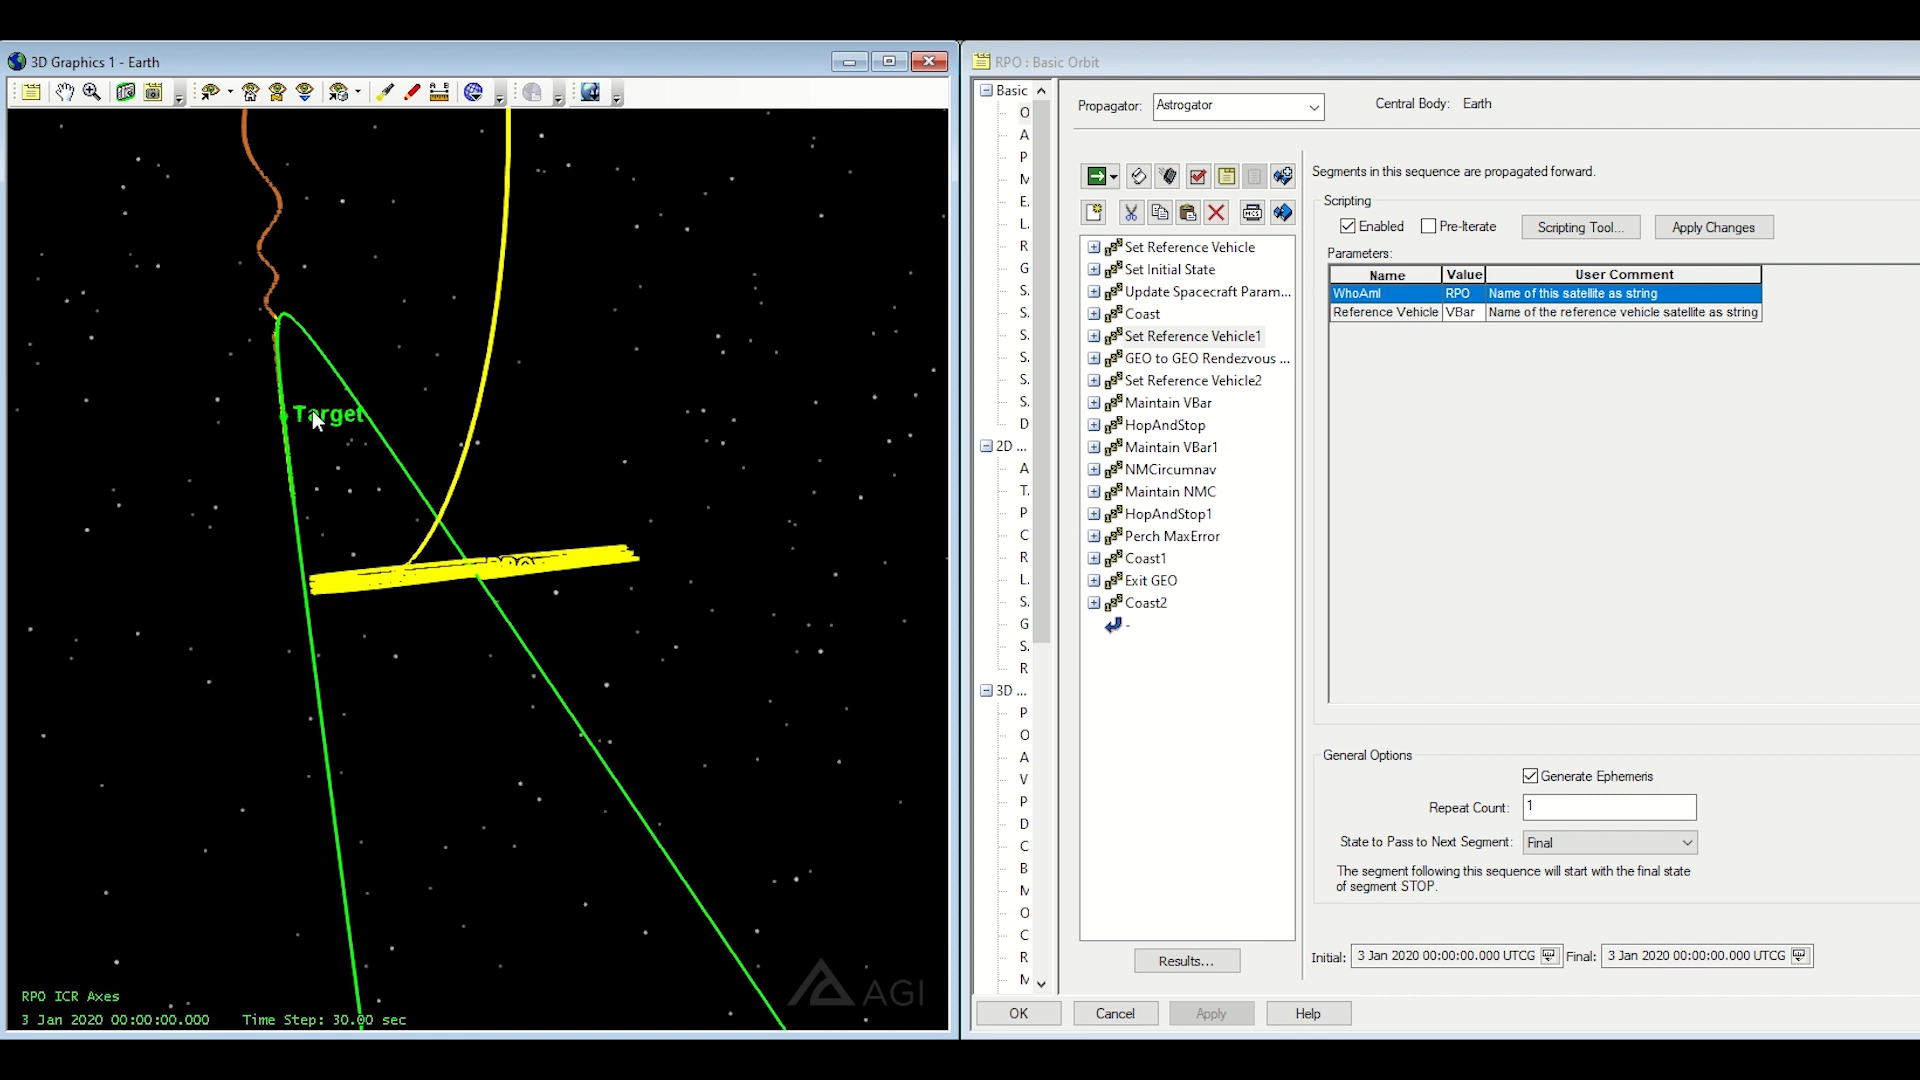 3D Graphics 1 - Earth
Target
RPO
RPO ICR Axes
3 Jan 2020 00:00:00.000 Time Step: 30.00 sec
AGI
RPO : Basic Orbit
Basic
O
A
P
M
E.
L.
R
G
S.
S.
S.
S.
S.
S.
D
2D ...
A
T.
P
C
R
L.
S.
G
S.
R
3D ...
P
O
A
V
P
D
C
B
M
O
C
R
M
Propagator: Astrogator Central Body: Earth
Set Reference Vehicle
Set Initial State
Update Spacecraft Param...
Coast
Set Reference Vehicle1
GEO to GEO Rendezvous ...
Set Reference Vehicle2
Maintain VBar
HopAndStop
Maintain VBar1
NMCircumnav
Maintain NMC
HopAndStop1
Perch MaxError
Coast1
Exit GEO
Coast2
-
Results...
Segments in this sequence are propagated forward.
Scripting
Enabled Pre-Iterate Scripting Tool... Apply Changes
Parameters:
Name Value User Comment
WhoAmI RPO Name of this satellite as string
Reference Vehicle VBar Name of the reference vehicle satellite as string
General Options
Generate Ephemeris
Repeat Count: 1
State to Pass to Next Segment: Final
The segment following this sequence will start with the final state
of segment STOP.
Initial: 3 Jan 2020 00:00:00.000 UTCG Final: 3 Jan 2020 00:00:00.000 UTCG
OK Cancel Apply Help